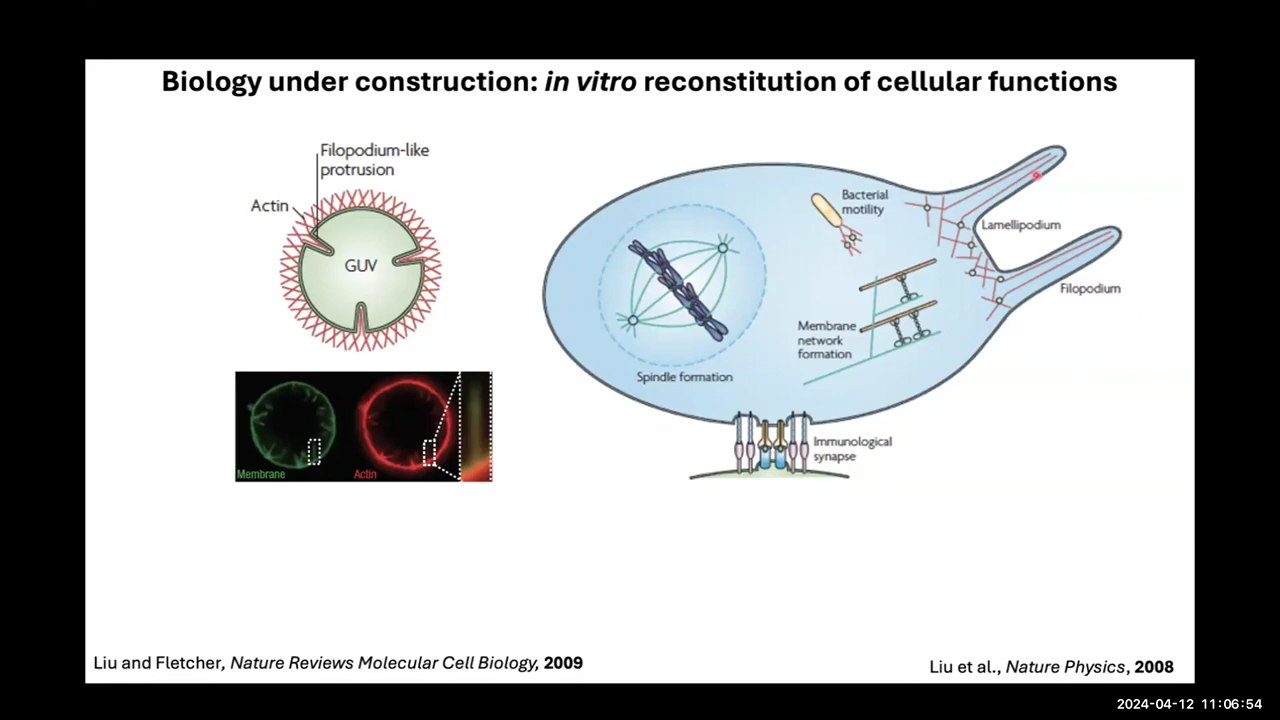 Biology under construction: in vitro reconstitution of cellular functions
Filopodium-like
protrusion
Actin
GUV
Membrane
Actin
Bacterial
motility
Lamellipodium
Filopodium
Membrane
network
formation
Spindle formation
Immunological
synapse
Liu and Fletcher, Nature Reviews Molecular Cell Biology, 2009
Liu et al., Nature Physics, 2008
2024-04-12 11:06:54